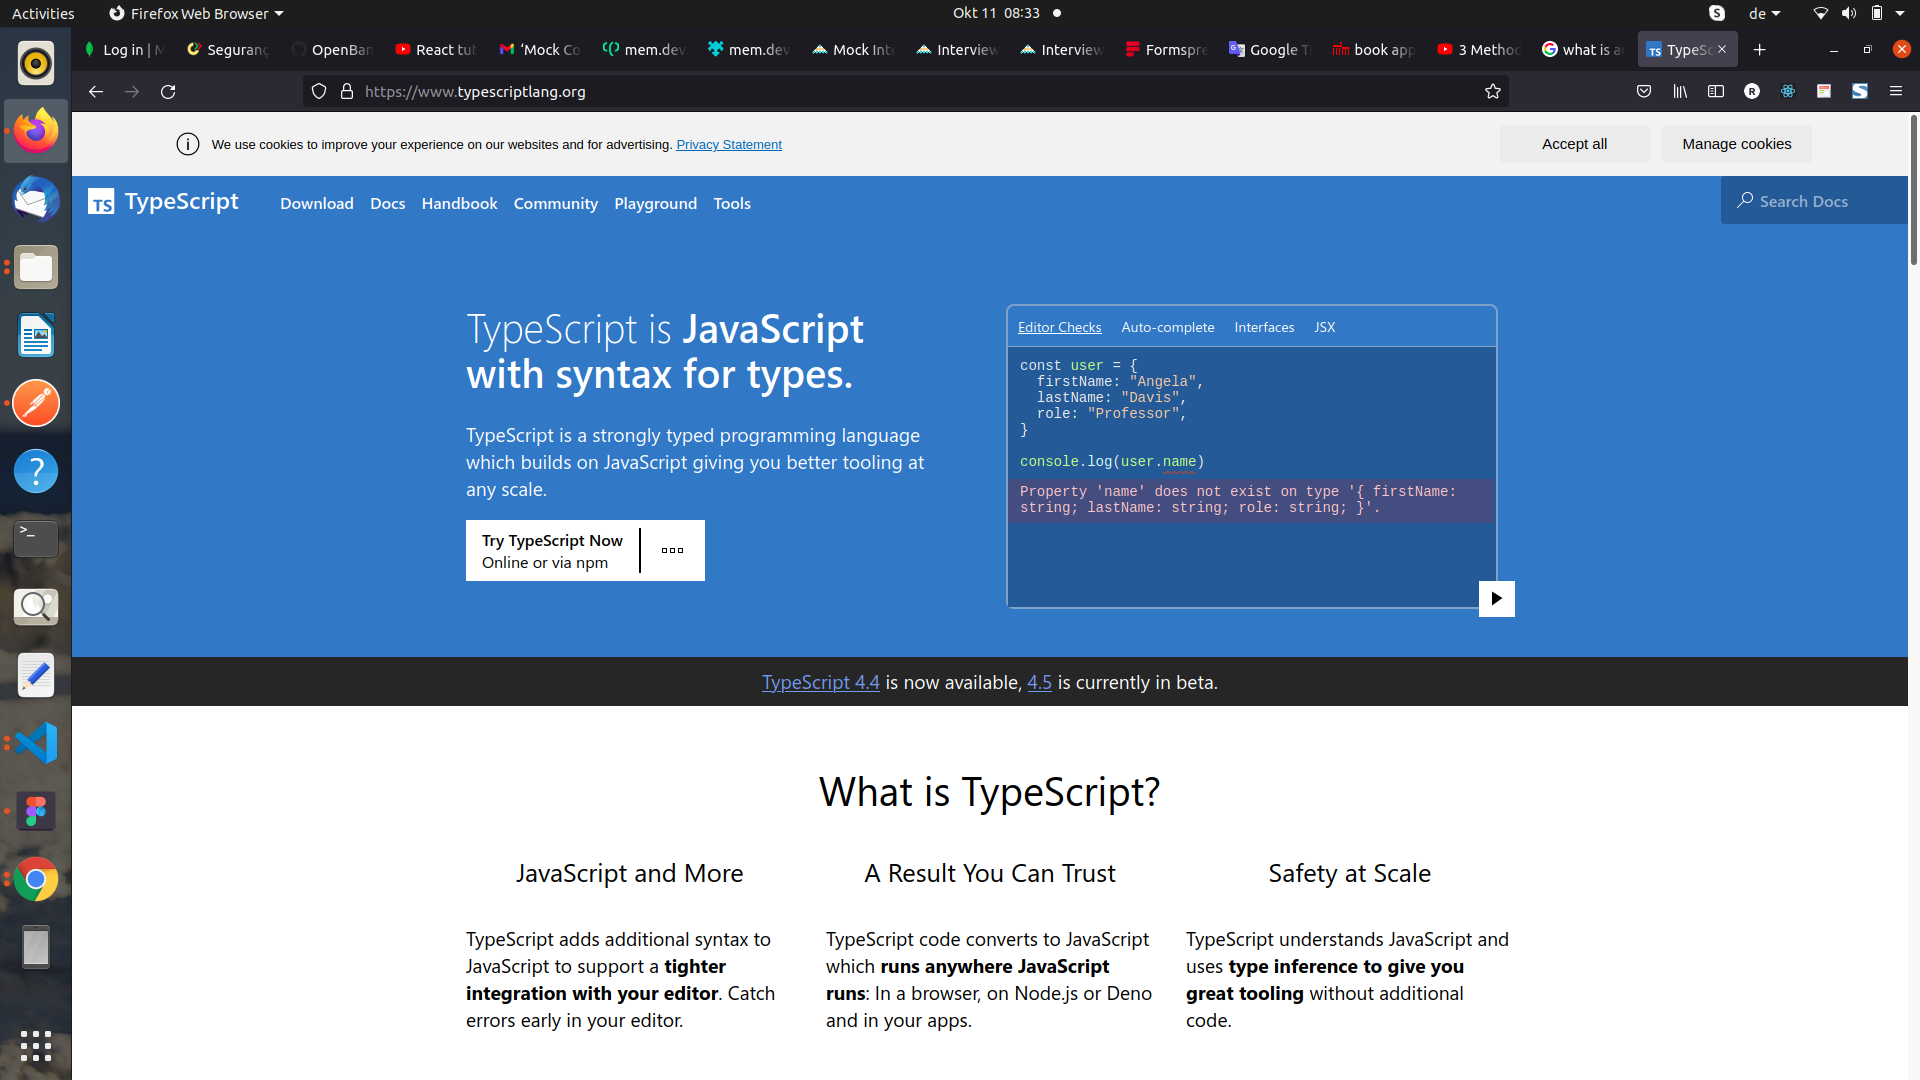 Activities
Firefox Web Browser
Okt 11 08:33
de
Log in | M
Seguranç
OpenBan
React tut
‘Mock Co
mem.dev
mem.dev
Mock Inte
Interview
Interview
Formspre
Google Tr
book app
3 Method
what is au
TypeSc
https://www.typescriptlang.org
We use cookies to improve your experience on our websites and for advertising. Privacy Statement
Accept all
Manage cookies
TS TypeScript
Download
Docs
Handbook
Community
Playground
Tools
Search Docs
TypeScript is JavaScript
with syntax for types.
TypeScript is a strongly typed programming language
which builds on JavaScript giving you better tooling at
any scale.
Try TypeScript Now
Online or via npm
Editor Checks
Auto-complete
Interfaces
JSX
const user = {
firstName: "Angela",
lastName: "Davis",
role: "Professor",
}
console.log(user.name)
Property 'name' does not exist on type '{ firstName:
string; lastName: string; role: string; }'.
TypeScript 4.4 is now available, 4.5 is currently in beta.
What is TypeScript?
JavaScript and More
TypeScript adds additional syntax to
JavaScript to support a tighter
integration with your editor. Catch
errors early in your editor.
A Result You Can Trust
TypeScript code converts to JavaScript
which runs anywhere JavaScript
runs: In a browser, on Node.js or Deno
and in your apps.
Safety at Scale
TypeScript understands JavaScript and
uses type inference to give you
great tooling without additional
code.